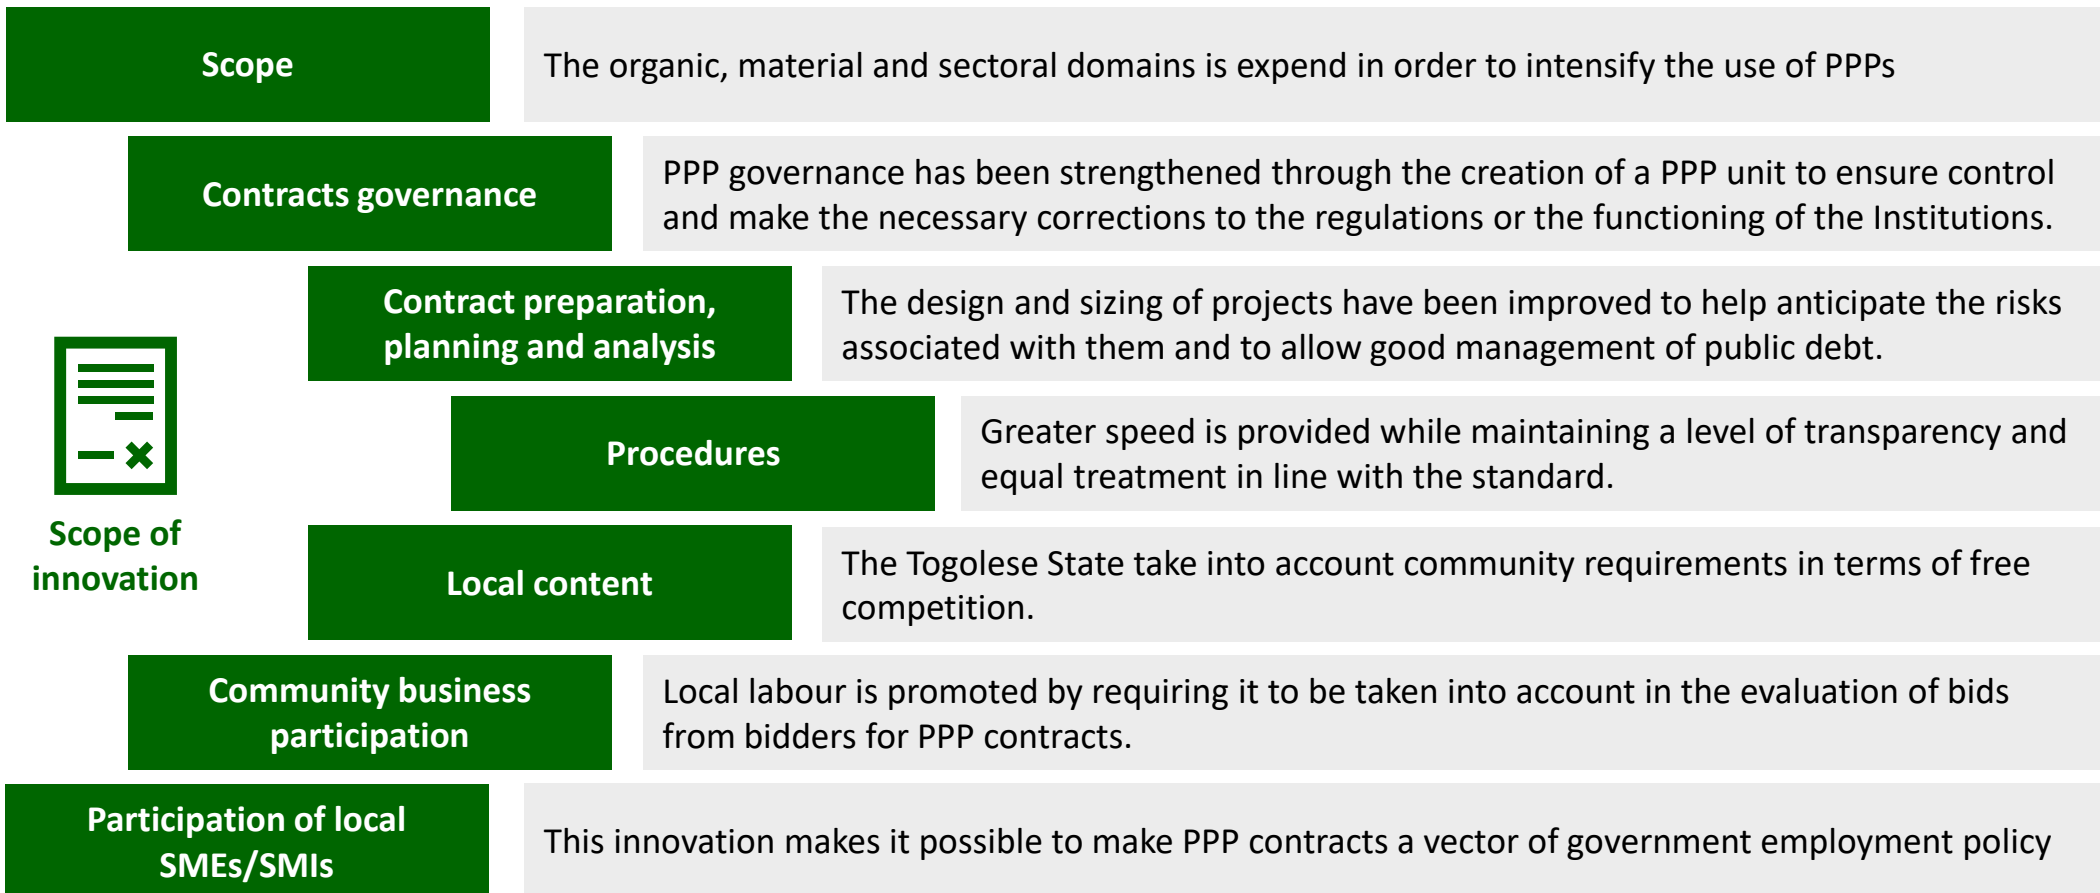 Scope
The organic, material and sectoral domains is expend in order to intensify the use of PPPs
Contracts governance
PPP governance has been strengthened through the creation of a PPP unit to ensure control
and make the necessary corrections to the regulations or the functioning of the Institutions.
Contract preparation,
planning and analysis
The design and sizing of projects have been improved to help anticipate the risks
associated with them and to allow good management of public debt.
Procedures
Greater speed is provided while maintaining a level of transparency and
equal treatment in line with the standard.
Scope of
innovation
Local content
The Togolese State take into account community requirements in terms of free
competition.
Community business
participation
Local labour is promoted by requiring it to be taken into account in the evaluation of bids
from bidders for PPP contracts.
Participation of local
SMEs/SMIs
This innovation makes it possible to make PPP contracts a vector of government employment policy